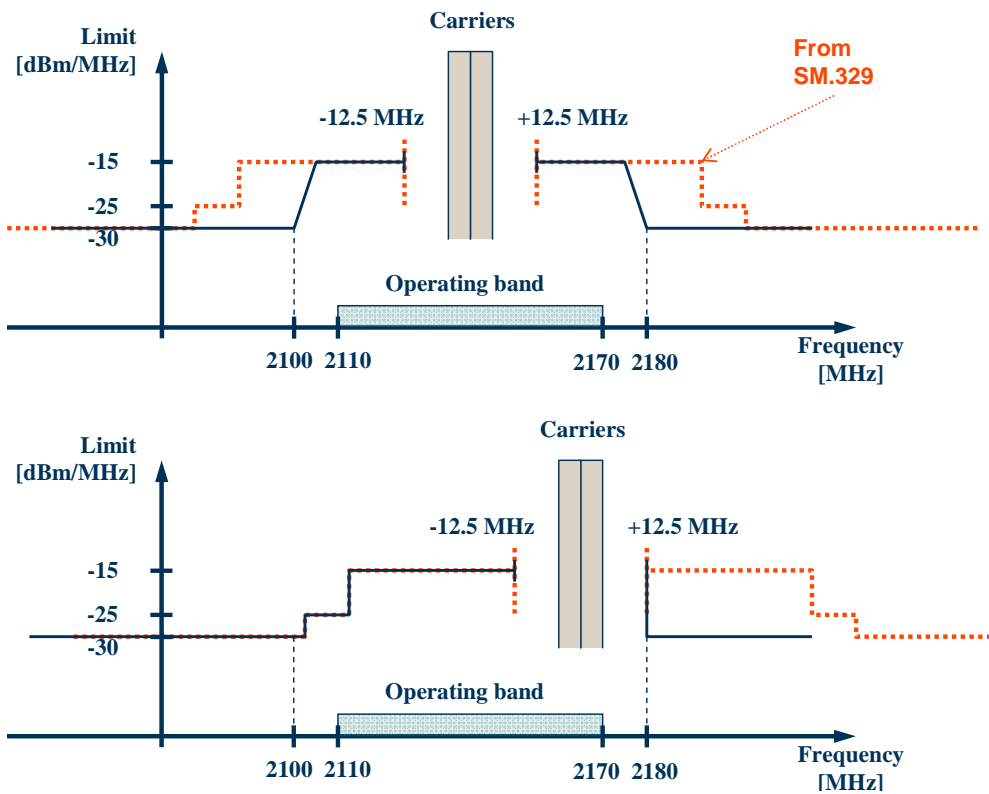 Carriers
Limit
[dBm/MHz]
From
SM.329
-12.5 MHz
+12.5 MHz
-15
-25
-30
Operating band
2100
2110
2170
2180
Frequency
[MHz]
Carriers
Limit
[dBm/MHz]
-12.5 MHz
+12.5 MHz
-15
-25
-30
Operating band
2100
2110
2170
2180
Frequency
[MHz]